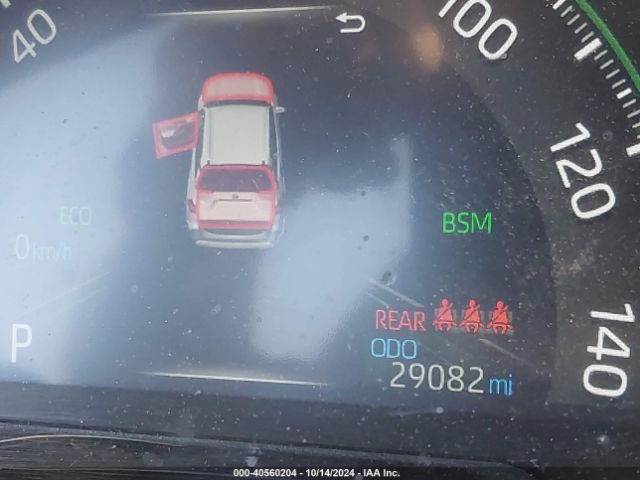 40
100
120
140
ECO
0 km/h
BSM
P
REAR
ODO
29082 mi
000-40560204 - 10/14/2024 - IAA Inc.